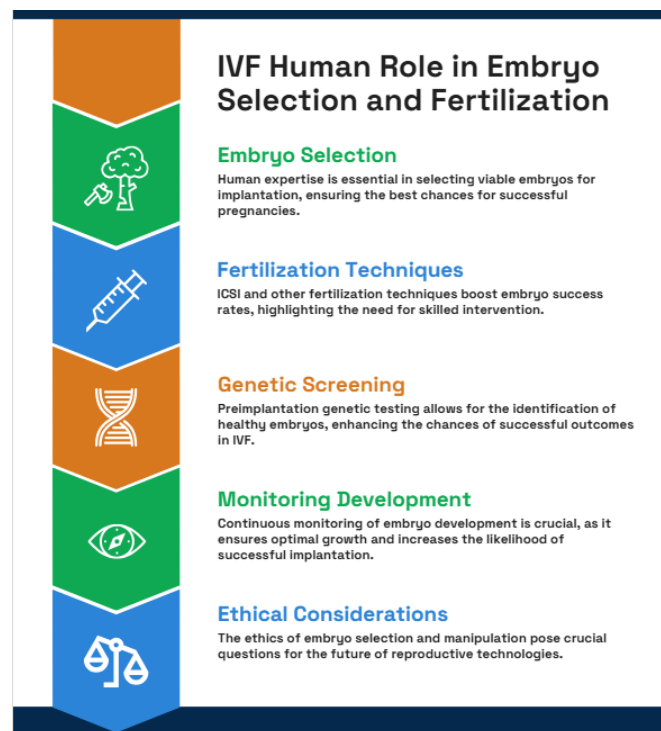 IVF Human Role in Embryo
Selection and Fertilization
Embryo Selection
Human expertise is essential in selecting viable embryos for
implantation, ensuring the best chances for successful
pregnancies.
Fertilization Techniques
ICSI and other fertilization techniques boost embryo success
rates, highlighting the need for skilled intervention.
Genetic Screening
Preimplantation genetic testing allows for the identification of
healthy embryos, enhancing the chances of successful outcomes
in IVF.
Monitoring Development
Continuous monitoring of embryo development is crucial, as it
ensures optimal growth and increases the likelihood of
successful implantation.
Ethical Considerations
The ethics of embryo selection and manipulation pose crucial
questions for the future of reproductive technologies.